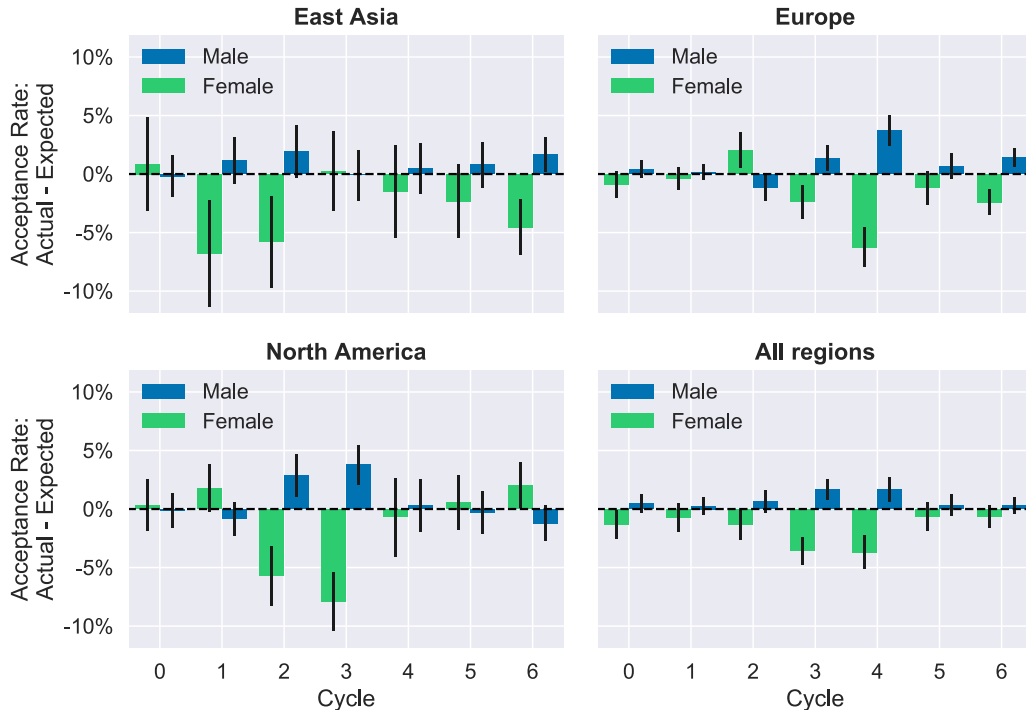 East Asia
Europe
Acceptance Rate:
Actual - Expected
10%
5%
0%
-5%
-10%
Male
Female
Male
Female
North America
All regions
Acceptance Rate:
Actual - Expected
10%
5%
0%
-5%
-10%
Male
Female
Male
Female
0 1 2 3 4 5 6
0 1 2 3 4 5 6
Cycle
Cycle